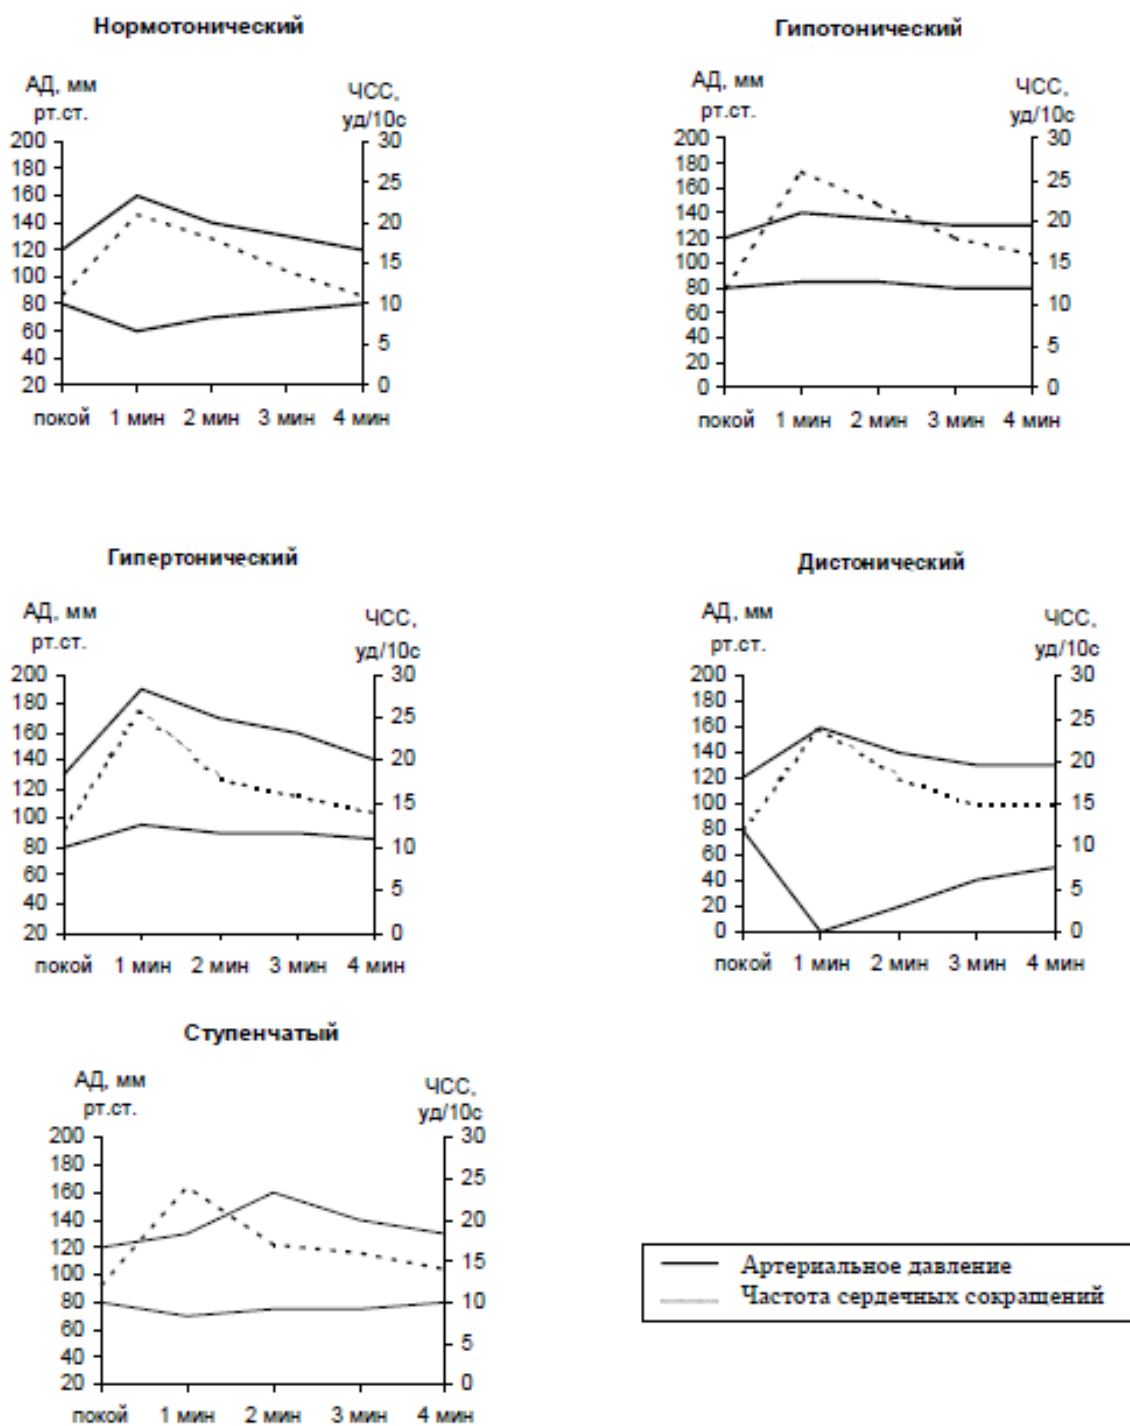 Нормотонический
АД, мм
рт.ст.
ЧСС,
уд/10с
200
180
160
140
120
100
80
60
40
20
30
25
20
15
10
5
0
покой 1 мин 2 мин 3 мин 4 мин
Гипотонический
АД, мм
рт.ст.
ЧСС,
уд/10с
200
180
160
140
120
100
80
60
40
20
0
30
25
20
15
10
5
0
покой 1 мин 2 мин 3 мин 4 мин
Гипертонический
АД, мм
рт.ст.
ЧСС,
уд/10с
200
180
160
140
120
100
80
60
40
20
30
25
20
15
10
5
0
покой 1 мин 2 мин 3 мин 4 мин
Дистонический
АД, мм
рт.ст.
ЧСС,
уд/10с
200
180
160
140
120
100
80
60
40
20
0
30
25
20
15
10
5
0
покой 1 мин 2 мин 3 мин 4 мин
Ступенчатый
АД, мм
рт.ст.
ЧСС,
уд/10с
200
180
160
140
120
100
80
60
40
20
30
25
20
15
10
5
0
покой 1 мин 2 мин 3 мин 4 мин
Артериальное давление
Частота сердечных сокращений